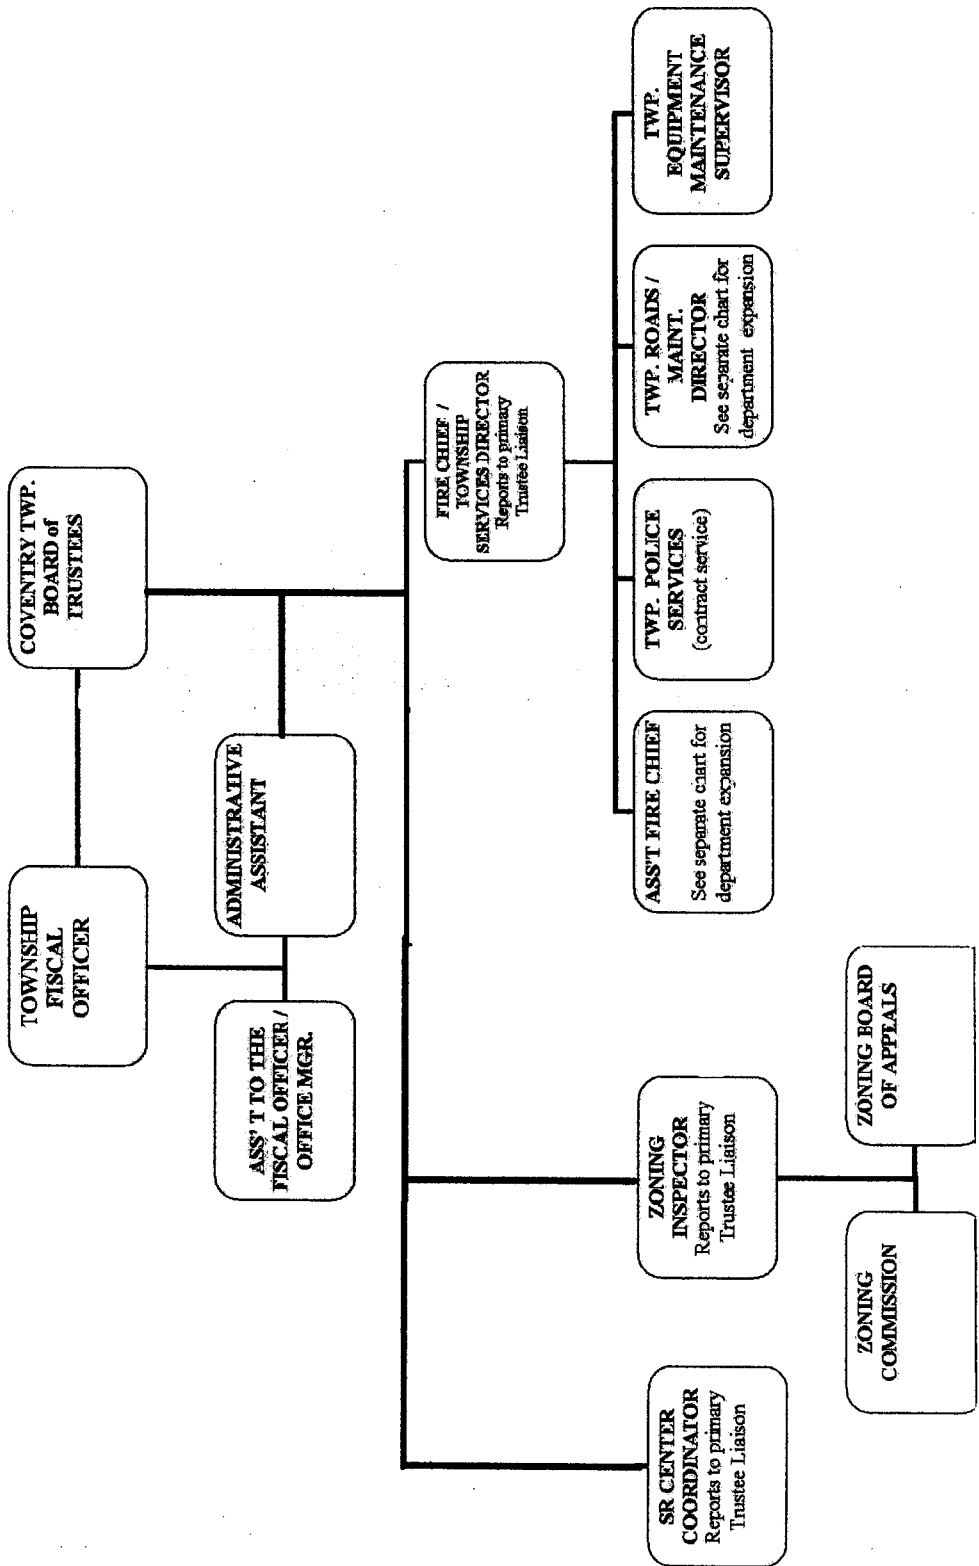 TOWNSHIP
FISCAL
OFFICER
COVENTRY TWP.
BOARD of
TRUSTEES
ASS' T TO THE
FISCAL OFFICER /
OFFICE MGR.
ADMINISTRATIVE
ASSISTANT
FIRE CHIEF /
TOWNSHIP
SERVICES DIRECTOR
Reports to primary
Trustee Liaison
SR CENTER
COORDINATOR
Reports to primary
Trustee Liaison
ZONING
INSPECTOR
Reports to primary
Trustee Liaison
ASS'T FIRE CHIEF
See separate chart for
department expansion
TWP. POLICE
SERVICES
(contract service)
TWP. ROADS /
MAINT.
DIRECTOR
See separate chart for
department expansion
TWP.
EQUIPMENT
MAINTENANCE
SUPERVISOR
ZONING
COMMISSION
ZONING BOARD
OF APPEALS